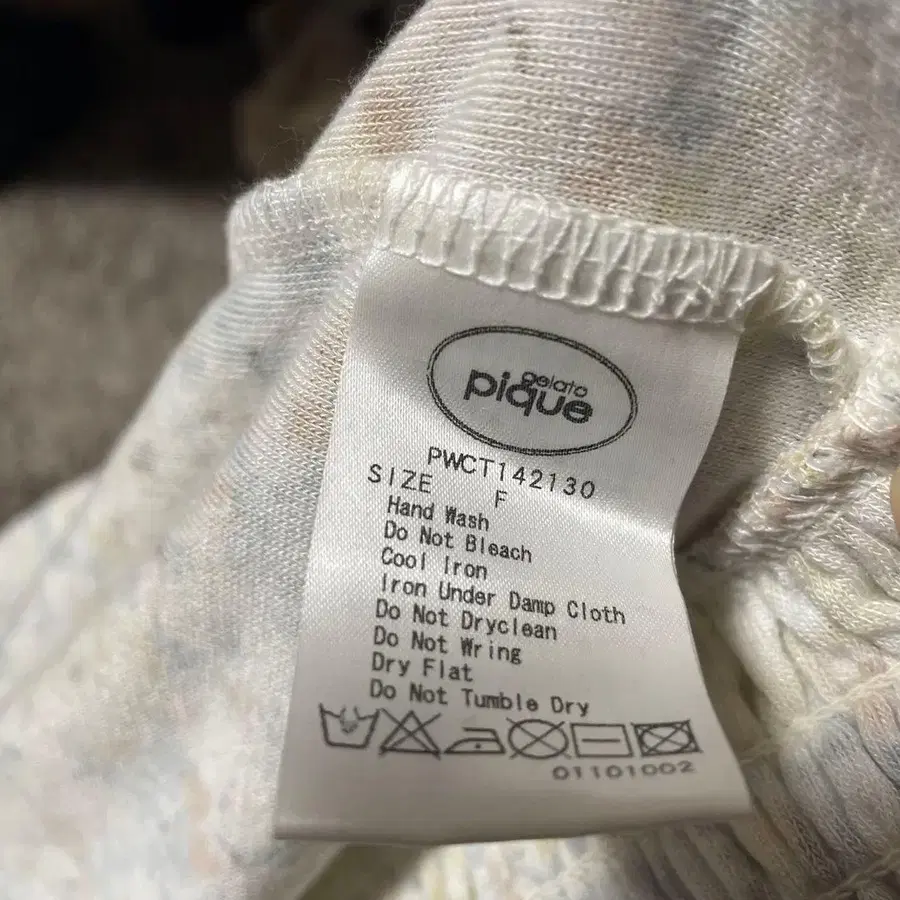 gelato
pique
PWCT142130
SIZE F
Hand Wash
Do Not Bleach
Cool Iron
Iron Under Damp Cloth
Do Not Dryclean
Do Not Wring
Dry Flat
Do Not Tumble Dry
01101002